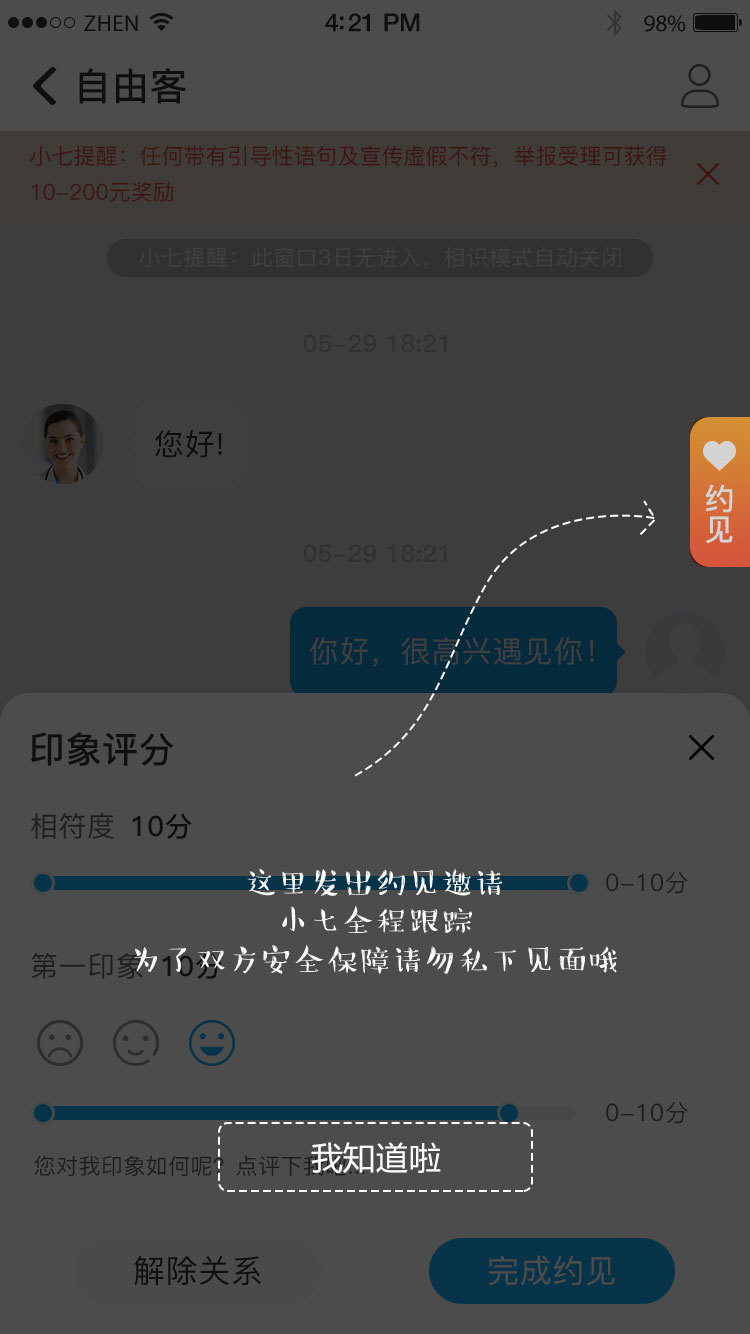 ZHEN 4:21 PM 98%
自由客
小七提醒：任何带有引导性语句及宣传虚假不符，举报受理可获得
10-200元奖励
小七提醒：此窗口3日无进入，相识模式自动关闭
05-29 18:21
您好!
约见
05-29 18:21
你好，很高兴遇见你!
印象评分
相符度 10分
0-10分
这里发出约见邀请
小七全程跟踪
为了双方安全保障请勿私下见面哦
第一印象 10分
0-10分
您对我印象如何呢？点评下我
我知道啦
解除关系 完成约见